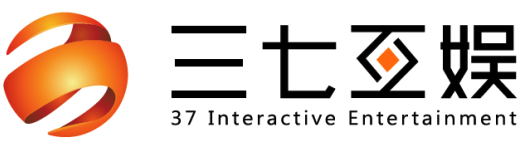 三七互娱
37 Interactive Entertainment